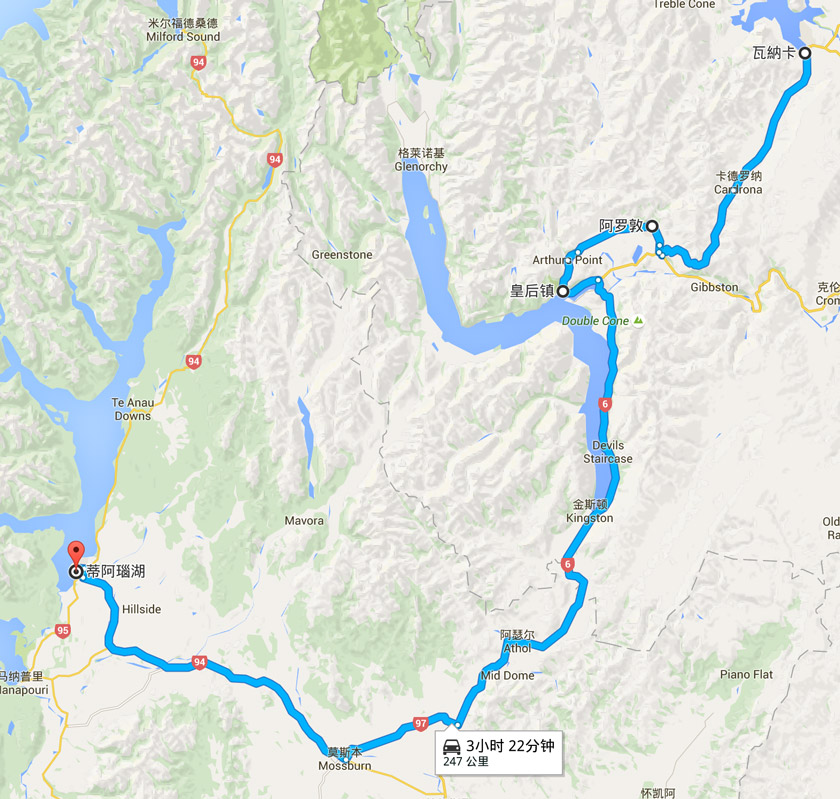 Treble Cone
米尔福德桑德
Milford Sound
瓦納卡
94
94
格莱诺基
Glenorchy
卡德罗纳
Cardrona
阿罗敦
Greenstone
Arthurs Point
皇后镇
Gibbston
克伦
Crom
Double Cone
94
Te Anau
Downs
6
Devils
Staircase
金斯顿
Kingston
Mavora
Old
Ra
6
蒂阿瑙湖
Hillside
95
阿瑟尔
Athol
94
马纳普里
Manapouri
Mid Dome
Piano Flat
97
莫斯本
Mossburn
3小时 22分钟
247 公里
怀凯阿